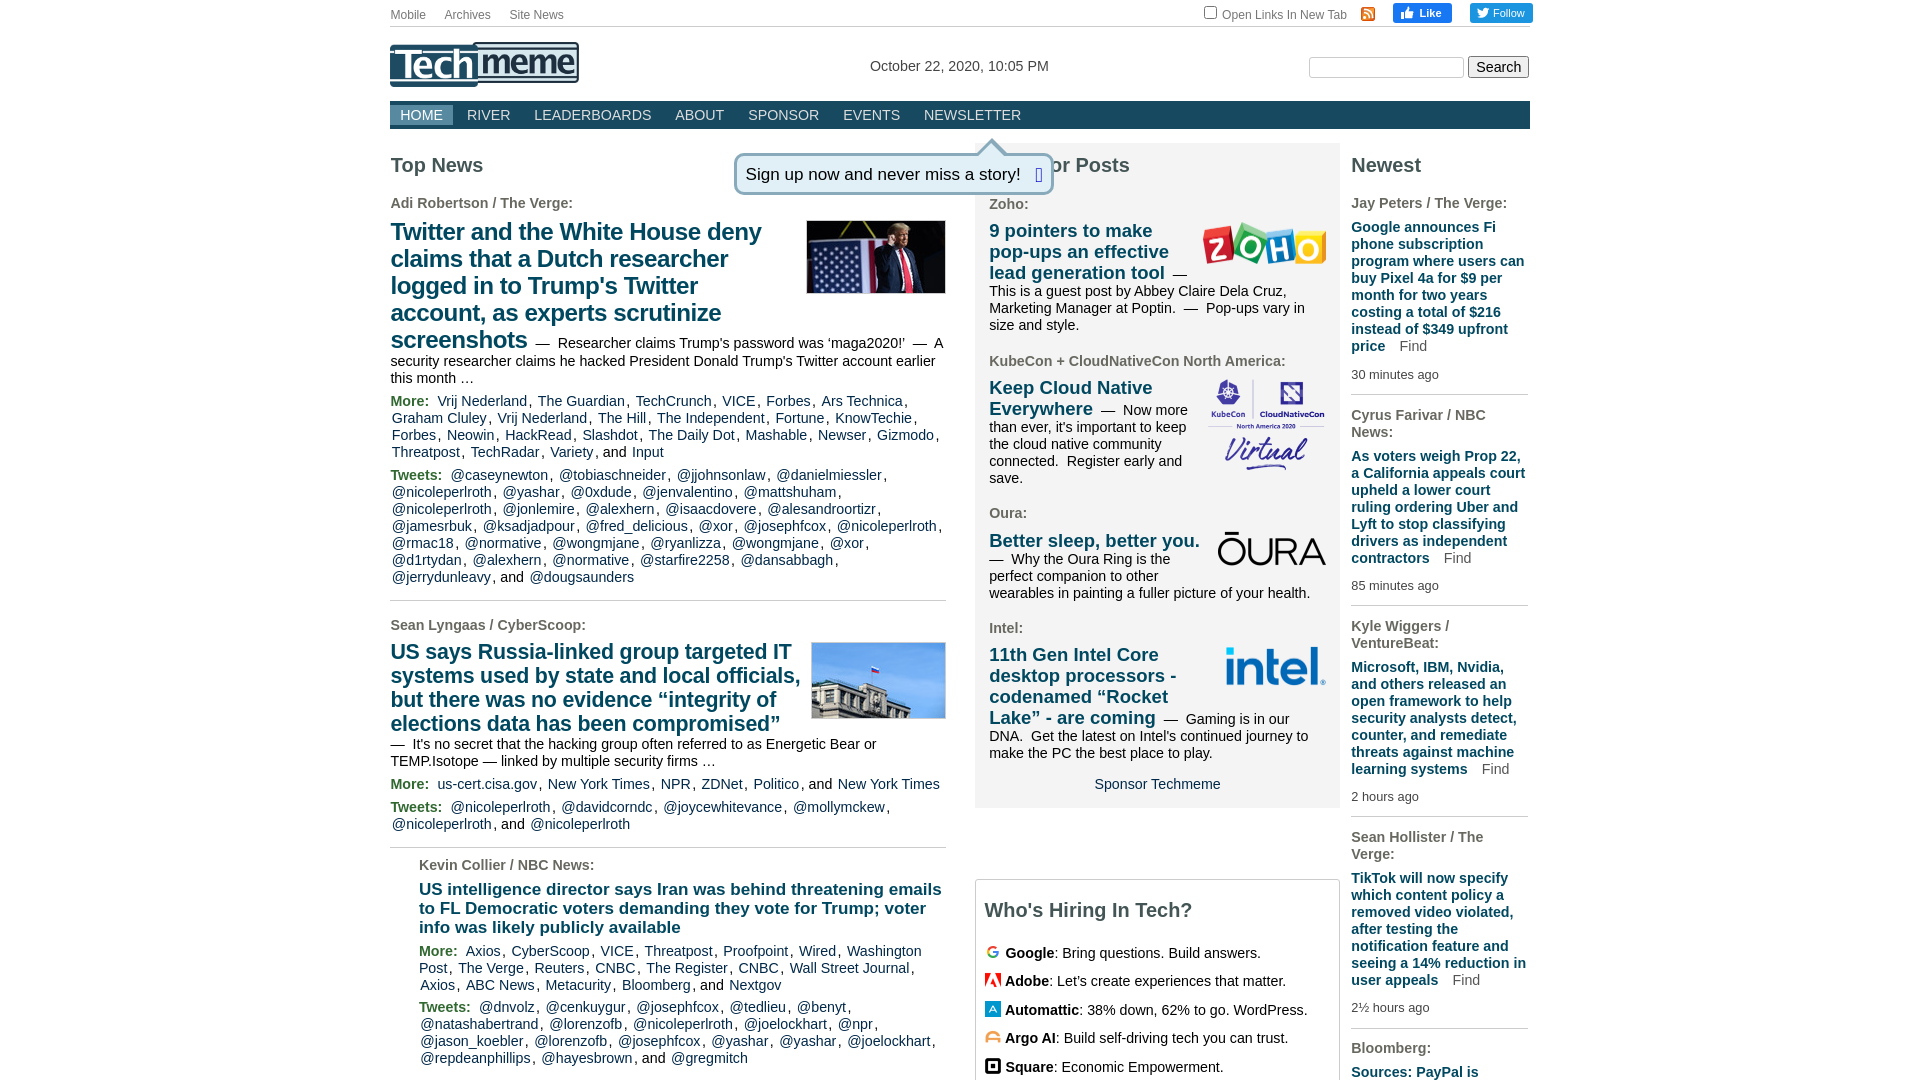 Mobile Archives Site News
Open Links In New Tab
Like
Follow
Techmeme
October 22, 2020, 10:05 PM
Search
HOME RIVER LEADERBOARDS ABOUT SPONSOR EVENTS NEWSLETTER
Sign up now and never miss a story!
Top News
Adi Robertson / The Verge:
Twitter and the White House deny
claims that a Dutch researcher
logged in to Trump's Twitter
account, as experts scrutinize
screenshots — Researcher claims Trump's password was ‘maga2020!’ — A
security researcher claims he hacked President Donald Trump's Twitter account earlier
this month …
More: Vrij Nederland, The Guardian, TechCrunch, VICE, Forbes, Ars Technica,
Graham Cluley, Vrij Nederland, The Hill, The Independent, Fortune, KnowTechie,
Forbes, Neowin, HackRead, Slashdot, The Daily Dot, Mashable, Newser, Gizmodo,
Threatpost, TechRadar, Variety, and Input
Tweets: @caseynewton, @tobiaschneider, @jjohnsonlaw, @danielmiessler,
@nicoleperlroth, @yashar, @0xdude, @jenvalentino, @mattshuham,
@nicoleperlroth, @jonlemire, @alexhern, @isaacdovere, @alesandroortizr,
@jamesrbuk, @ksadjadpour, @fred_delicious, @xor, @josephfcox, @nicoleperlroth,
@rmac18, @normative, @wongmjane, @ryanlizza, @wongmjane, @xor,
@d1rtydan, @alexhern, @normative, @starfire2258, @dansabbagh,
@jerrydunleavy, and @dougsaunders
Sean Lyngaas / CyberScoop:
US says Russia-linked group targeted IT
systems used by state and local officials,
but there was no evidence “integrity of
elections data has been compromised”
— It's no secret that the hacking group often referred to as Energetic Bear or
TEMP.Isotope — linked by multiple security firms …
More: us-cert.cisa.gov, New York Times, NPR, ZDNet, Politico, and New York Times
Tweets: @nicoleperlroth, @davidcorndc, @joycewhitevance, @mollymckew,
@nicoleperlroth, and @nicoleperlroth
Kevin Collier / NBC News:
US intelligence director says Iran was behind threatening emails
to FL Democratic voters demanding they vote for Trump; voter
info was likely publicly available
More: Axios, CyberScoop, VICE, Threatpost, Proofpoint, Wired, Washington
Post, The Verge, Reuters, CNBC, The Register, CNBC, Wall Street Journal,
Axios, ABC News, Metacurity, Bloomberg, and Nextgov
Tweets: @dnvolz, @cenkuygur, @josephfcox, @tedlieu, @benyt,
@natashabertrand, @lorenzofb, @nicoleperlroth, @joelockhart, @npr,
@jason_koebler, @lorenzofb, @josephfcox, @yashar, @yashar, @joelockhart,
@repdeanphillips, @hayesbrown, and @gregmitch
or Posts
Zoho:
ZOHO
9 pointers to make
pop-ups an effective
lead generation tool —
This is a guest post by Abbey Claire Dela Cruz,
Marketing Manager at Poptin. — Pop-ups vary in
size and style.
KubeCon + CloudNativeCon North America:
KubeCon CloudNativeCon
North America 2020
Virtual
Keep Cloud Native
Everywhere — Now more
than ever, it's important to keep
the cloud native community
connected. Register early and
save.
Oura:
ŌURA
Better sleep, better you.
— Why the Oura Ring is the
perfect companion to other
wearables in painting a fuller picture of your health.
Intel:
intel®
11th Gen Intel Core
desktop processors -
codenamed “Rocket
Lake” - are coming — Gaming is in our
DNA. Get the latest on Intel's continued journey to
make the PC the best place to play.
Sponsor Techmeme
Who's Hiring In Tech?
Google: Bring questions. Build answers.
Adobe: Let’s create experiences that matter.
Automattic: 38% down, 62% to go. WordPress.
Argo AI: Build self-driving tech you can trust.
Square: Economic Empowerment.
Newest
Jay Peters / The Verge:
Google announces Fi
phone subscription
program where users can
buy Pixel 4a for $9 per
month for two years
costing a total of $216
instead of $349 upfront
price Find
30 minutes ago
Cyrus Farivar / NBC
News:
As voters weigh Prop 22,
a California appeals court
upheld a lower court
ruling ordering Uber and
Lyft to stop classifying
drivers as independent
contractors Find
85 minutes ago
Kyle Wiggers /
VentureBeat:
Microsoft, IBM, Nvidia,
and others released an
open framework to help
security analysts detect,
counter, and remediate
threats against machine
learning systems Find
2 hours ago
Sean Hollister / The
Verge:
TikTok will now specify
which content policy a
removed video violated,
after testing the
notification feature and
seeing a 14% reduction in
user appeals Find
2½ hours ago
Bloomberg:
Sources: PayPal is